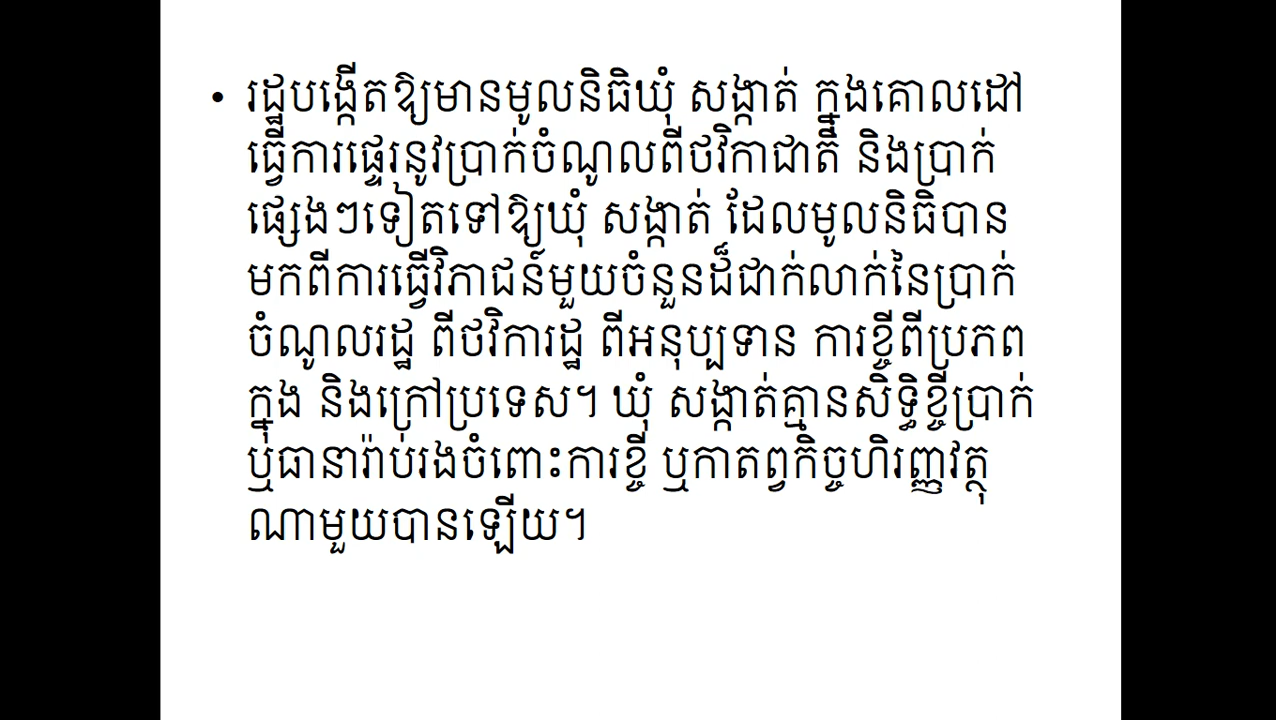 • រដ្ឋបង្កើតឱ្យមានមូលនិធិឃុំ សង្កាត់ ក្នុងគោលដៅ
ធ្វើការផ្ទេរនូវប្រាក់ចំណូលពីថវិកាជាតិ និងប្រាក់
ផ្សេងៗទៀតទៅឱ្យឃុំ សង្កាត់ ដែលមូលនិធិបាន
មកពីការធ្វើវិភាជន៍មួយចំនួនដ៏ជាក់លាក់នៃប្រាក់
ចំណូលរដ្ឋ ពីថវិការដ្ឋ ពីអនុប្បទាន ការខ្ចីពីប្រភព
ក្នុង និងក្រៅប្រទេស។ ឃុំ សង្កាត់គ្មានសិទ្ធិខ្ចីប្រាក់
ឬធានារ៉ាប់រងចំពោះការខ្ចី ឬកាតព្វកិច្ចហិរញ្ញវត្ថុ
ណាមួយបានឡើយ។